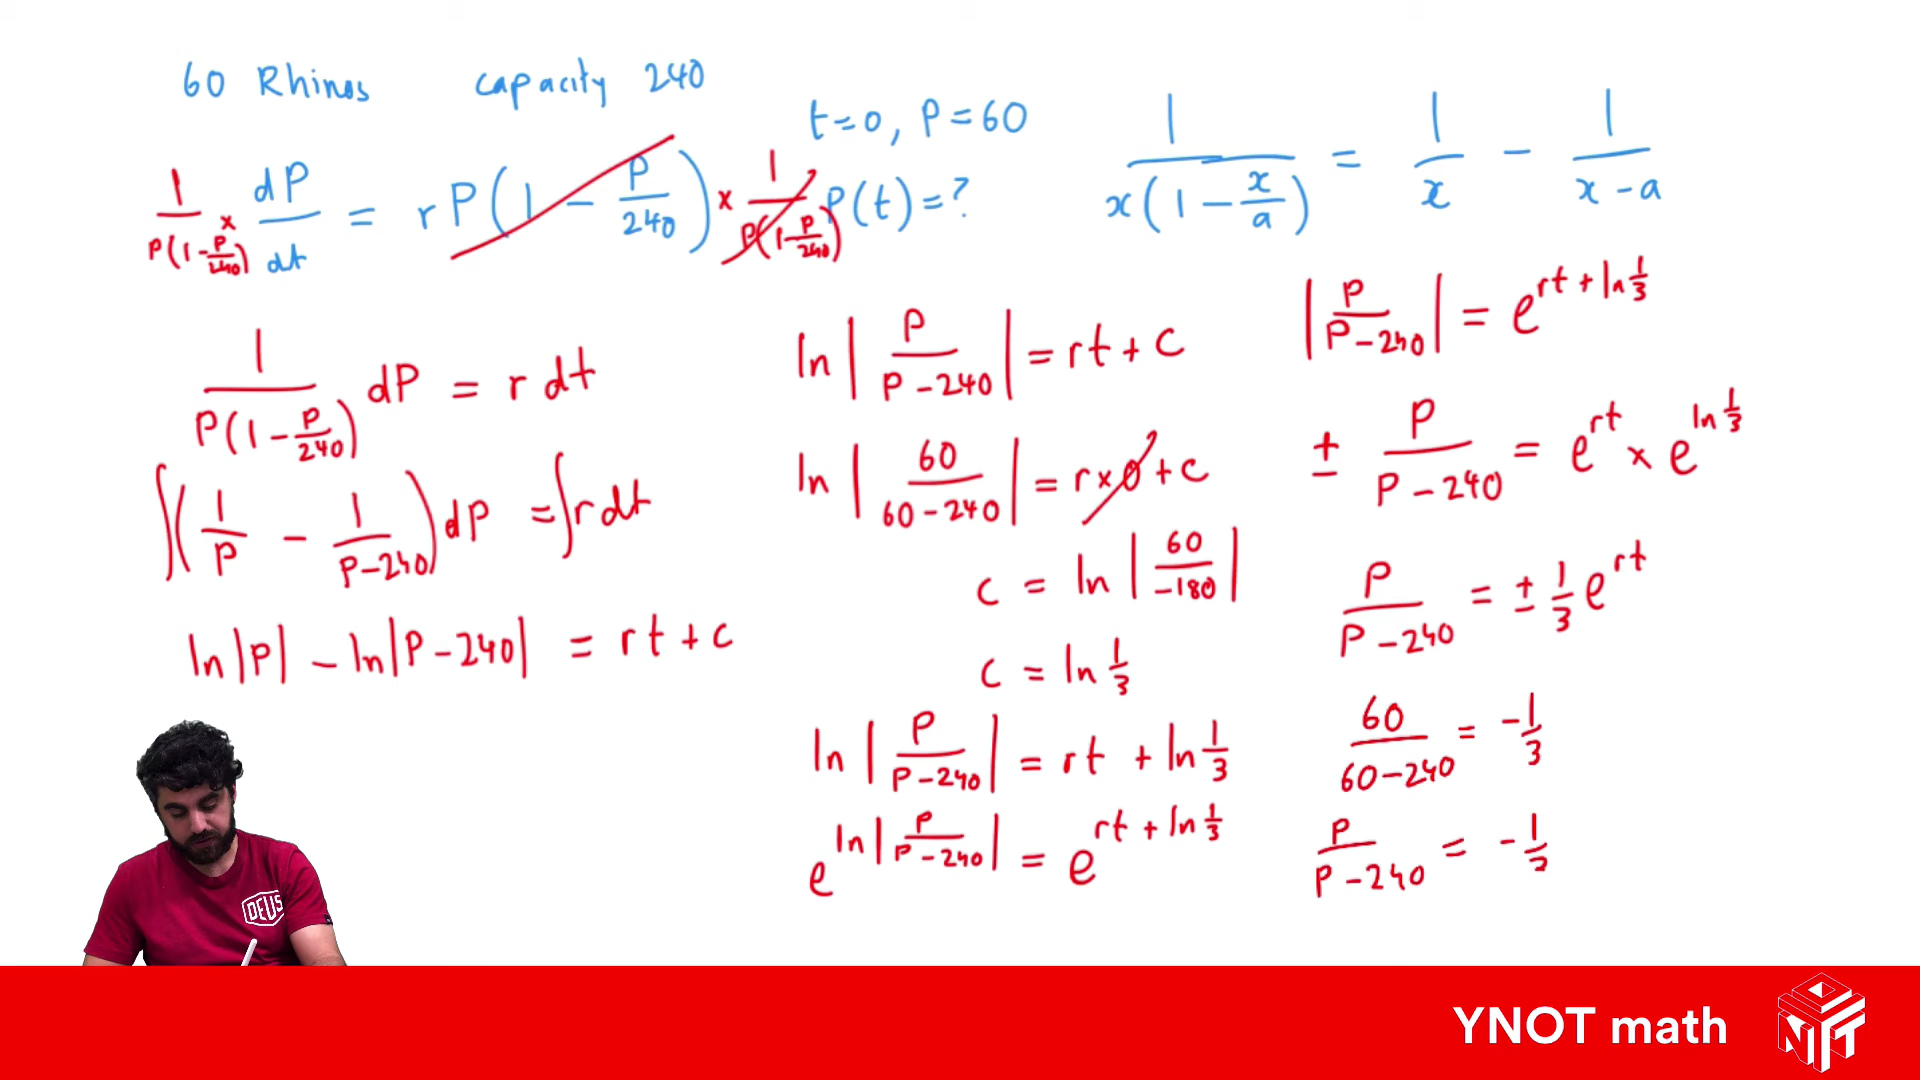 60 Rhinos capacity 240
t=0, P=60
1/(P(1-P/240)) × dP/dt = rP(1 - P/240) × 1/(P(1-P/240))
P(t)=?
1/(x(1-x/a)) = 1/x - 1/(x-a)
1/(P(1-P/240)) dP = r dt
∫(1/P - 1/(P-240)) dP = ∫r dt
ln|P| - ln|P-240| = rt + c
ln|P/(P-240)| = rt + c
ln|60/(60-240)| = r×0 + c
c = ln|60/-180|
c = ln 1/3
ln|P/(P-240)| = rt + ln 1/3
e^(ln|P/(P-240)|) = e^(rt + ln 1/3)
|P/(P-240)| = e^(rt + ln 1/3)
± P/(P-240) = e^(rt) × e^(ln 1/3)
P/(P-240) = ± 1/3 e^(rt)
60/(60-240) = -1/3
P/(P-240) = -1/3
DEUS
YNOT math
YNOT